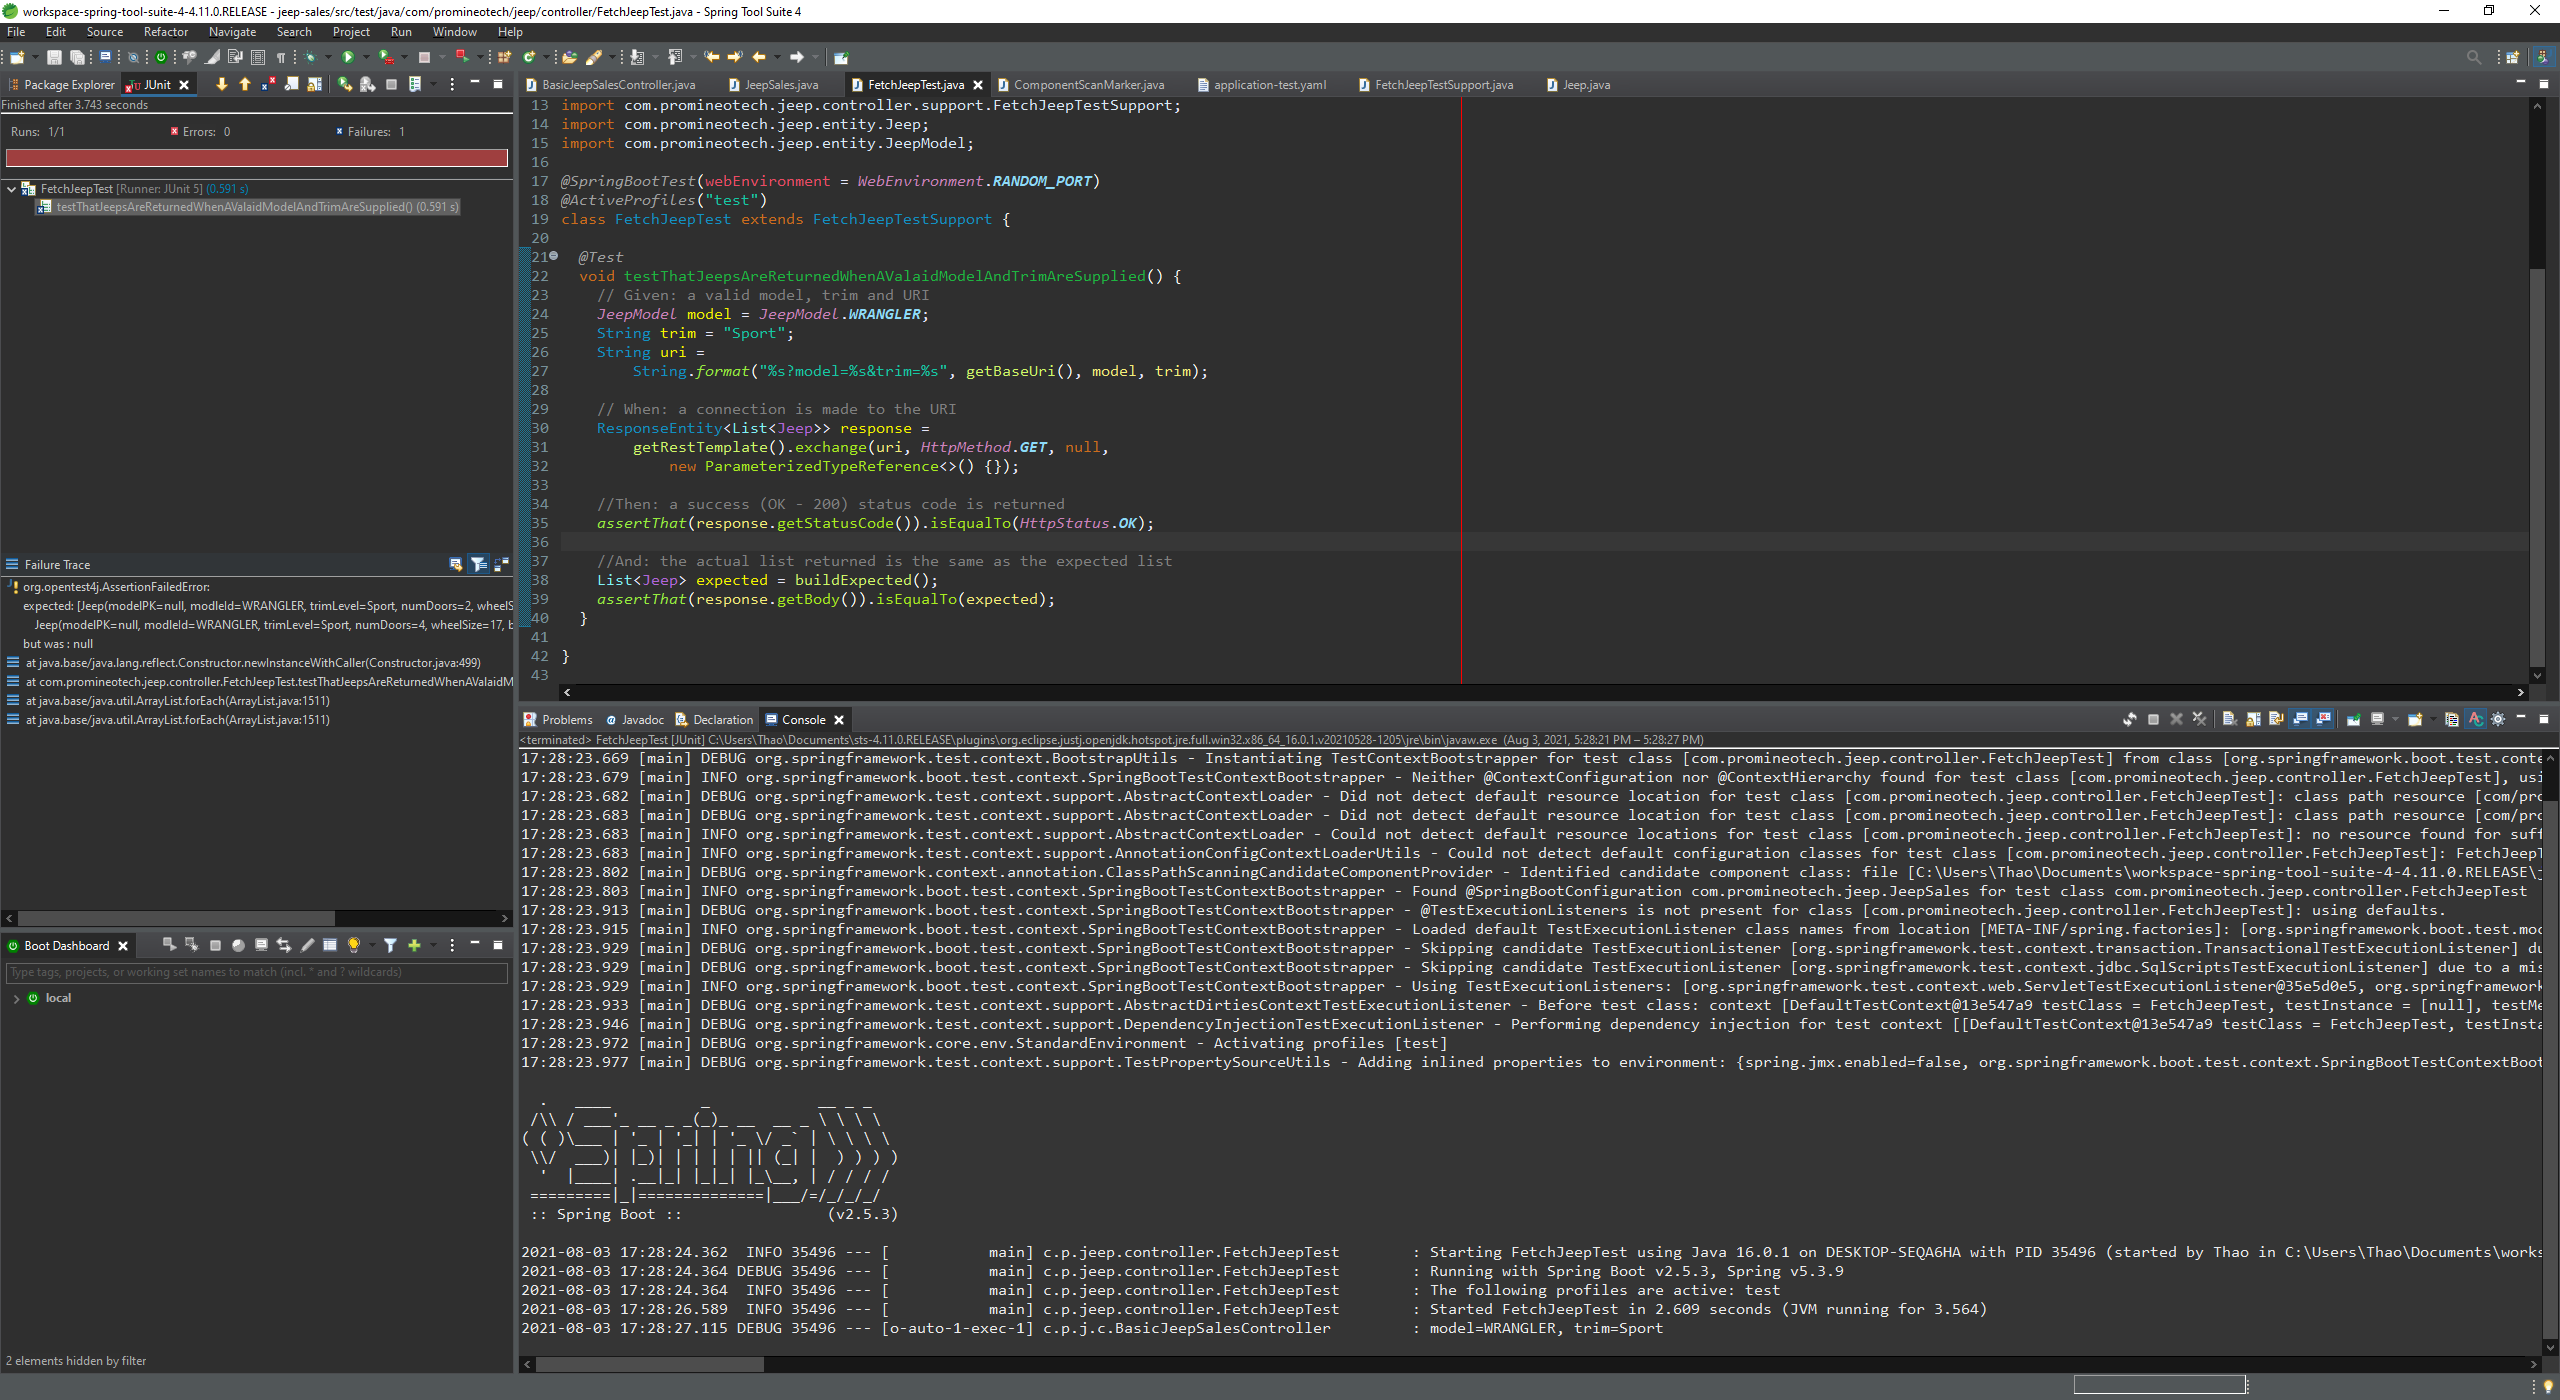 workspace-spring-tool-suite-4-4.11.0.RELEASE - jeep-sales/src/test/java/com/promineotech/jeep/controller/FetchJeepTest.java - Spring Tool Suite 4
File Edit Source Refactor Navigate Search Project Run Window Help
Package Explorer JUnit
Finished after 3.743 seconds
Runs: 1/1 Errors: 0 Failures: 1
FetchJeepTest [Runner: JUnit 5] (0.591 s)
testThatJeepsAreReturnedWhenAValaidModelAndTrimAreSupplied() (0.591 s)
Failure Trace
org.opentest4j.AssertionFailedError:
expected: [Jeep(modelPK=null, modleId=WRANGLER, trimLevel=Sport, numDoors=2, wheelS
Jeep(modelPK=null, modleId=WRANGLER, trimLevel=Sport, numDoors=4, wheelSize=17, b
but was : null
at java.base/java.lang.reflect.Constructor.newInstanceWithCaller(Constructor.java:499)
at com.promineotech.jeep.controller.FetchJeepTest.testThatJeepsAreReturnedWhenAValaidM
at java.base/java.util.ArrayList.forEach(ArrayList.java:1511)
at java.base/java.util.ArrayList.forEach(ArrayList.java:1511)
Boot Dashboard
Type tags, projects, or working set names to match (incl. * and ? wildcards)
local
2 elements hidden by filter
BasicJeepSalesController.java JeepSales.java FetchJeepTest.java ComponentScanMarker.java application-test.yaml FetchJeepTestSupport.java Jeep.java
13 import com.promineotech.jeep.controller.support.FetchJeepTestSupport;
14 import com.promineotech.jeep.entity.Jeep;
15 import com.promineotech.jeep.entity.JeepModel;
16
17 @SpringBootTest(webEnvironment = WebEnvironment.RANDOM_PORT)
18 @ActiveProfiles("test")
19 class FetchJeepTest extends FetchJeepTestSupport {
20
21 @Test
22 void testThatJeepsAreReturnedWhenAValaidModelAndTrimAreSupplied() {
23 // Given: a valid model, trim and URI
24 JeepModel model = JeepModel.WRANGLER;
25 String trim = "Sport";
26 String uri =
27 String.format("%s?model=%s&trim=%s", getBaseUri(), model, trim);
28
29 // When: a connection is made to the URI
30 ResponseEntity<List<Jeep>> response =
31 getRestTemplate().exchange(uri, HttpMethod.GET, null,
32 new ParameterizedTypeReference<>() {});
33
34 //Then: a success (OK - 200) status code is returned
35 assertThat(response.getStatusCode()).isEqualTo(HttpStatus.OK);
36
37 //And: the actual list returned is the same as the expected list
38 List<Jeep> expected = buildExpected();
39 assertThat(response.getBody()).isEqualTo(expected);
40 }
41
42 }
43
Problems Javadoc Declaration Console
<terminated> FetchJeepTest [JUnit] C:\Users\Thao\Documents\sts-4.11.0.RELEASE\plugins\org.eclipse.justj.openjdk.hotspot.jre.full.win32.x86_64_16.0.1.v20210528-1205\jre\bin\javaw.exe (Aug 3, 2021, 5:28:21 PM – 5:28:27 PM)
17:28:23.669 [main] DEBUG org.springframework.test.context.BootstrapUtils - Instantiating TestContextBootstrapper for test class [com.promineotech.jeep.controller.FetchJeepTest] from class [org.springframework.boot.test.conte
17:28:23.679 [main] INFO org.springframework.boot.test.context.SpringBootTestContextBootstrapper - Neither @ContextConfiguration nor @ContextHierarchy found for test class [com.promineotech.jeep.controller.FetchJeepTest], usi
17:28:23.682 [main] DEBUG org.springframework.test.context.support.AbstractContextLoader - Did not detect default resource location for test class [com.promineotech.jeep.controller.FetchJeepTest]: class path resource [com/pro
17:28:23.683 [main] DEBUG org.springframework.test.context.support.AbstractContextLoader - Did not detect default resource location for test class [com.promineotech.jeep.controller.FetchJeepTest]: class path resource [com/pro
17:28:23.683 [main] INFO org.springframework.test.context.support.AbstractContextLoader - Could not detect default resource locations for test class [com.promineotech.jeep.controller.FetchJeepTest]: no resource found for suff
17:28:23.683 [main] INFO org.springframework.test.context.support.AnnotationConfigContextLoaderUtils - Could not detect default configuration classes for test class [com.promineotech.jeep.controller.FetchJeepTest]: FetchJeepT
17:28:23.802 [main] DEBUG org.springframework.context.annotation.ClassPathScanningCandidateComponentProvider - Identified candidate component class: file [C:\Users\Thao\Documents\workspace-spring-tool-suite-4-4.11.0.RELEASE\j
17:28:23.803 [main] INFO org.springframework.boot.test.context.SpringBootTestContextBootstrapper - Found @SpringBootConfiguration com.promineotech.jeep.JeepSales for test class com.promineotech.jeep.controller.FetchJeepTest
17:28:23.913 [main] DEBUG org.springframework.boot.test.context.SpringBootTestContextBootstrapper - @TestExecutionListeners is not present for class [com.promineotech.jeep.controller.FetchJeepTest]: using defaults.
17:28:23.915 [main] INFO org.springframework.boot.test.context.SpringBootTestContextBootstrapper - Loaded default TestExecutionListener class names from location [META-INF/spring.factories]: [org.springframework.boot.test.moc
17:28:23.929 [main] DEBUG org.springframework.boot.test.context.SpringBootTestContextBootstrapper - Skipping candidate TestExecutionListener [org.springframework.test.context.transaction.TransactionalTestExecutionListener] du
17:28:23.929 [main] DEBUG org.springframework.boot.test.context.SpringBootTestContextBootstrapper - Skipping candidate TestExecutionListener [org.springframework.test.context.jdbc.SqlScriptsTestExecutionListener] due to a mis
17:28:23.929 [main] INFO org.springframework.boot.test.context.SpringBootTestContextBootstrapper - Using TestExecutionListeners: [org.springframework.test.context.web.ServletTestExecutionListener@35e5d0e5, org.springframework
17:28:23.933 [main] DEBUG org.springframework.test.context.support.AbstractDirtiesContextTestExecutionListener - Before test class: context [DefaultTestContext@13e547a9 testClass = FetchJeepTest, testInstance = [null], testMe
17:28:23.946 [main] DEBUG org.springframework.test.context.support.DependencyInjectionTestExecutionListener - Performing dependency injection for test context [[DefaultTestContext@13e547a9 testClass = FetchJeepTest, testInsta
17:28:23.972 [main] DEBUG org.springframework.core.env.StandardEnvironment - Activating profiles [test]
17:28:23.977 [main] DEBUG org.springframework.test.context.support.TestPropertySourceUtils - Adding inlined properties to environment: {spring.jmx.enabled=false, org.springframework.boot.test.context.SpringBootTestContextBoot
:: Spring Boot :: (v2.5.3)
2021-08-03 17:28:24.362 INFO 35496 --- [ main] c.p.jeep.controller.FetchJeepTest : Starting FetchJeepTest using Java 16.0.1 on DESKTOP-SEQA6HA with PID 35496 (started by Thao in C:\Users\Thao\Documents\works
2021-08-03 17:28:24.364 DEBUG 35496 --- [ main] c.p.jeep.controller.FetchJeepTest : Running with Spring Boot v2.5.3, Spring v5.3.9
2021-08-03 17:28:24.364 INFO 35496 --- [ main] c.p.jeep.controller.FetchJeepTest : The following profiles are active: test
2021-08-03 17:28:26.589 INFO 35496 --- [ main] c.p.jeep.controller.FetchJeepTest : Started FetchJeepTest in 2.609 seconds (JVM running for 3.564)
2021-08-03 17:28:27.115 DEBUG 35496 --- [o-auto-1-exec-1] c.p.j.c.BasicJeepSalesController : model=WRANGLER, trim=Sport